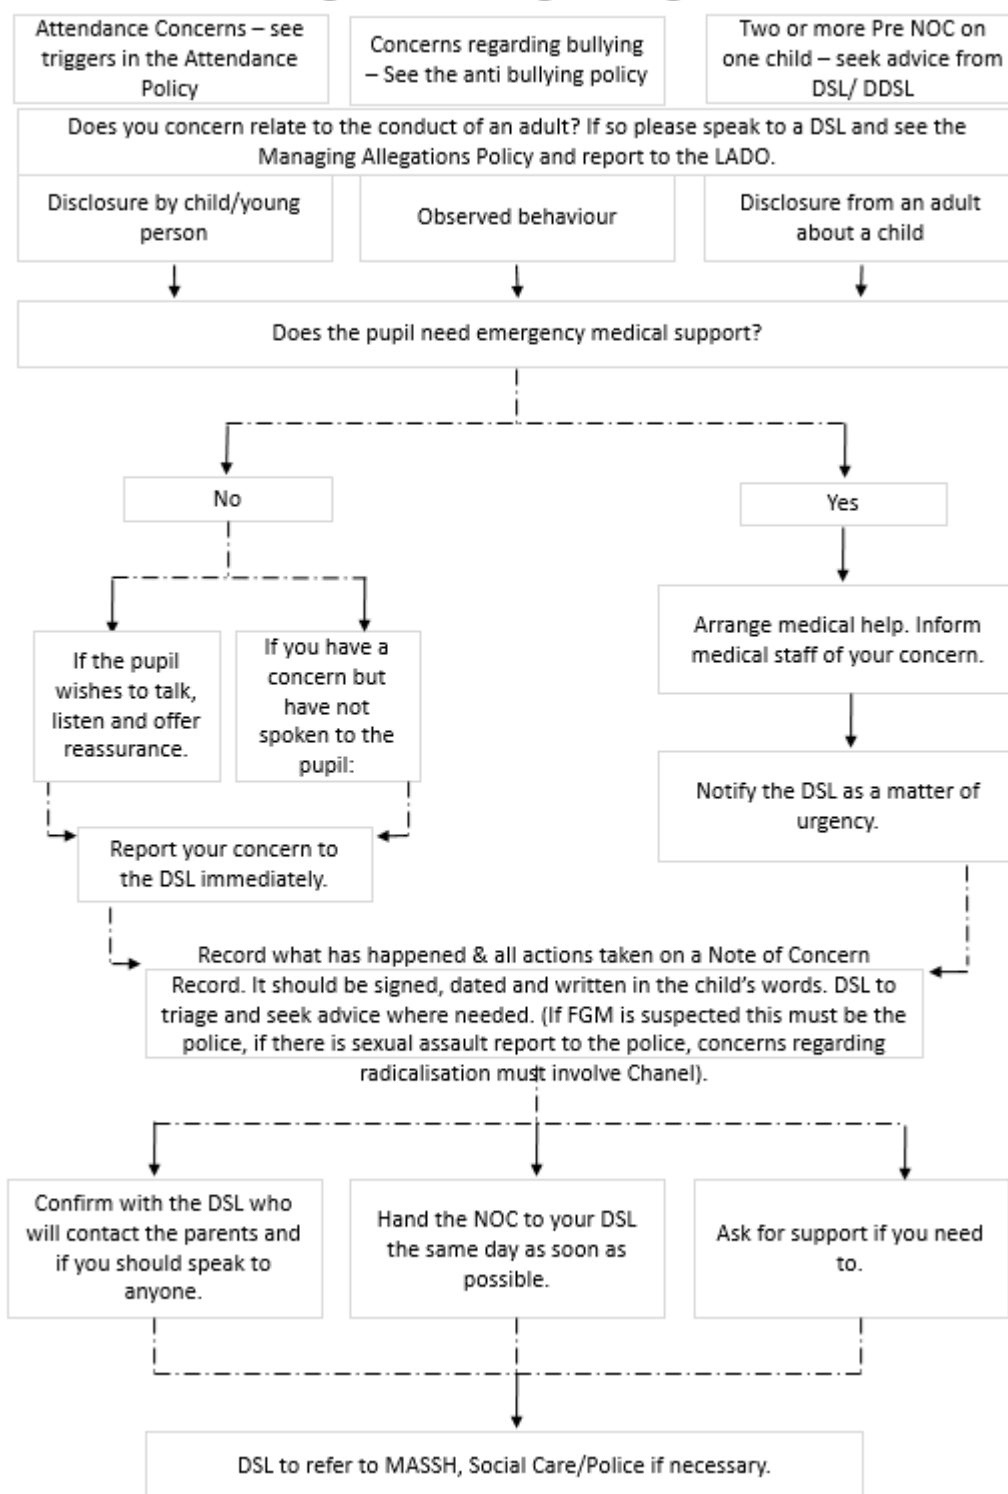 Attendance Concerns – see
triggers in the Attendance
Policy
Concerns regarding bullying
– See the anti bullying policy
Two or more Pre NOC on
one child – seek advice from
DSL/ DDSL
Does you concern relate to the conduct of an adult? If so please speak to a DSL and see the
Managing Allegations Policy and report to the LADO.
Disclosure by child/young
person
Observed behaviour
Disclosure from an adult
about a child
Does the pupil need emergency medical support?
No
Yes
If the pupil
wishes to talk,
listen and offer
reassurance.
If you have a
concern but
have not
spoken to the
pupil:
Arrange medical help. Inform
medical staff of your concern.
Notify the DSL as a matter of
urgency.
Report your concern to
the DSL immediately.
Record what has happened & all actions taken on a Note of Concern
Record. It should be signed, dated and written in the child's words. DSL to
triage and seek advice where needed. (If FGM is suspected this must be the
police, if there is sexual assault report to the police, concerns regarding
radicalisation must involve Chanel).
Confirm with the DSL who
will contact the parents and
if you should speak to
anyone.
Hand the NOC to your DSL
the same day as soon as
possible.
Ask for support if you need
to.
DSL to refer to MASSH, Social Care/Police if necessary.